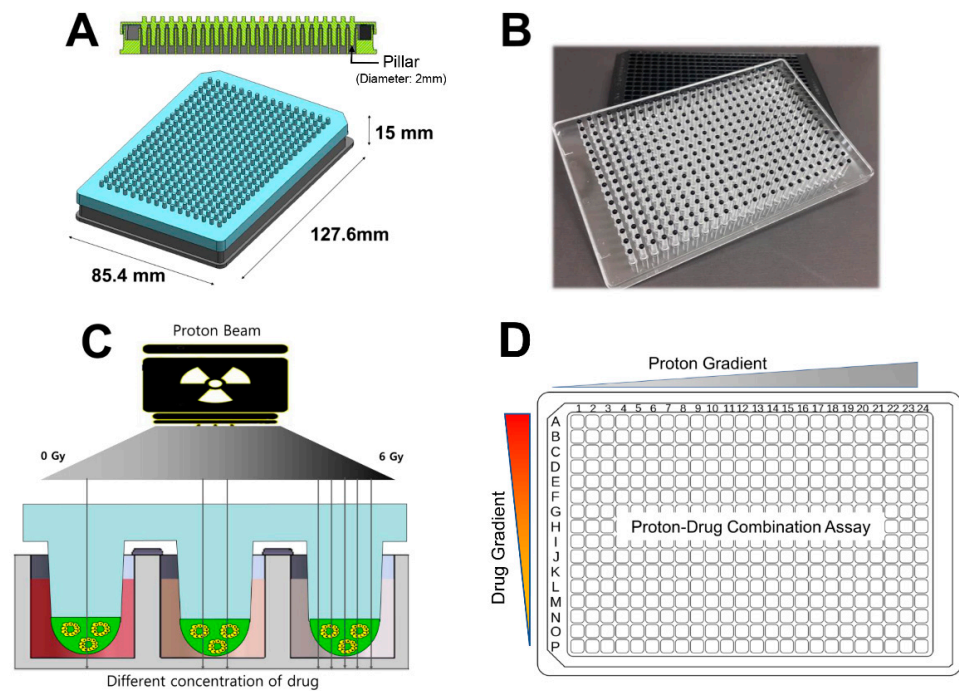 A
Pillar
(Diameter: 2mm)
15 mm
127.6mm
85.4 mm
B
C
Proton Beam
0 Gy
6 Gy
Different concentration of drug
D
Proton Gradient
Drug Gradient
1 2 3 4 5 6 7 8 9 10 11 12 13 14 15 16 17 18 19 20 21 22 23 24
A
B
C
D
E
F
G
H
I
J
K
L
M
N
O
P
Proton-Drug Combination Assay